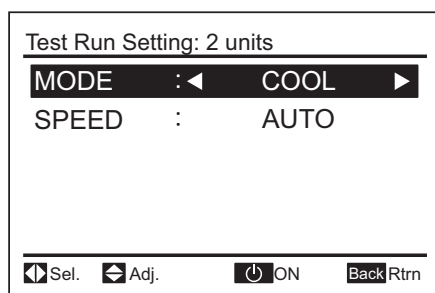 Test Run Setting: 2 units
MODE : COOL
SPEED : AUTO
Sel. Adj. ON Back Rtrn